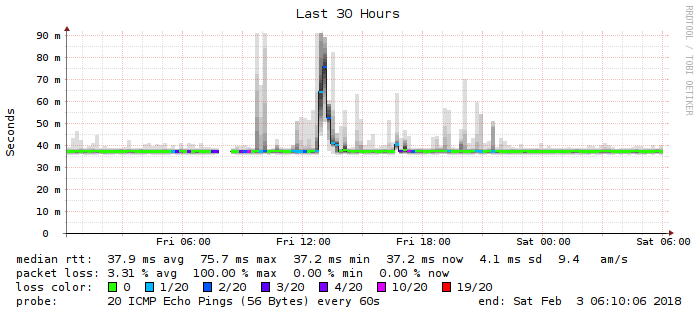 Last 30 Hours
RRDTOOL / TOBI OETIKER
Seconds
90 m
80 m
70 m
60 m
50 m
40 m
30 m
20 m
10 m
0
Fri 06:00 Fri 12:00 Fri 18:00 Sat 00:00 Sat 06:00
median rtt: 37.9 ms avg 75.7 ms max 37.2 ms min 37.2 ms now 4.1 ms sd 9.4 am/s
packet loss: 3.31 % avg 100.00 % max 0.00 % min 0.00 % now
loss color: 0 1/20 2/20 3/20 4/20 10/20 19/20
probe: 20 ICMP Echo Pings (56 Bytes) every 60s end: Sat Feb 3 06:10:06 2018